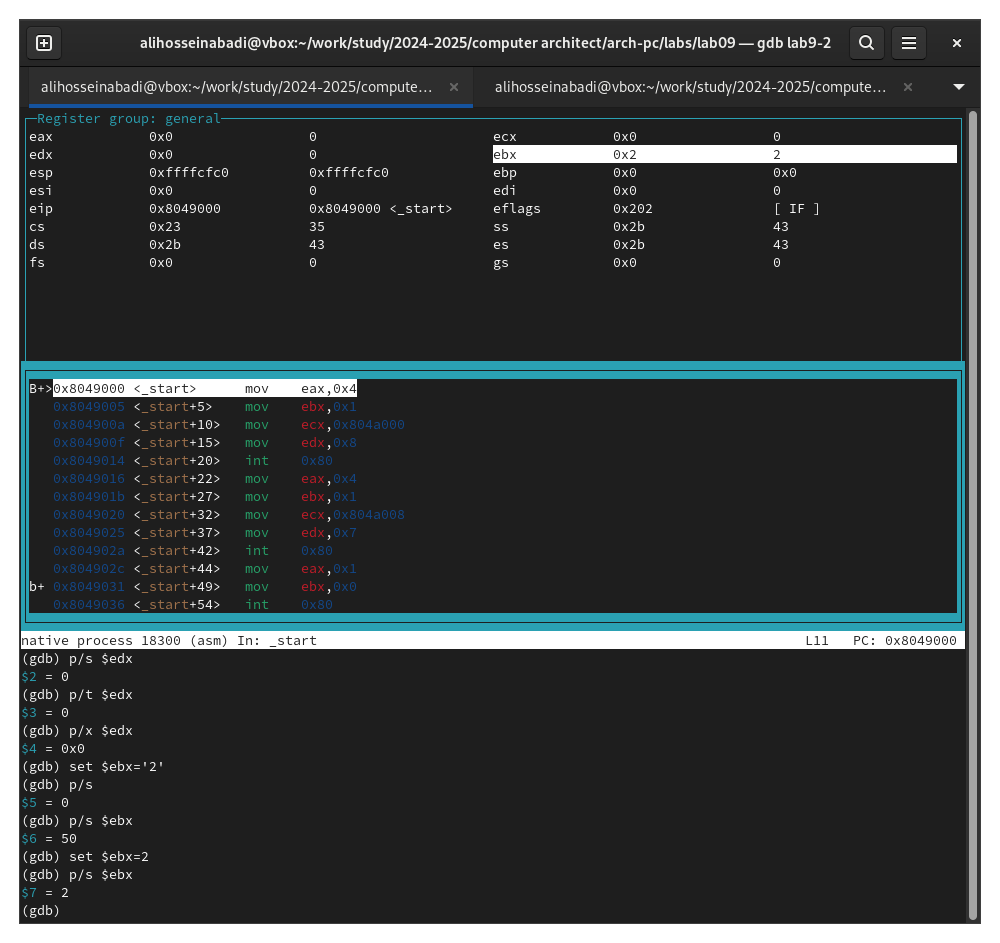 alihosseinabadi@vbox:~/work/study/2024-2025/computer architect/arch-pc/labs/lab09 — gdb lab9-2
alihosseinabadi@vbox:~/work/study/2024-2025/compute... alihosseinabadi@vbox:~/work/study/2024-2025/compute...
Register group: general
eax 0x0 0 ecx 0x0 0
edx 0x0 0 ebx 0x2 2
esp 0xffffcfc0 0xffffcfc0 ebp 0x0 0x0
esi 0x0 0 edi 0x0 0
eip 0x8049000 0x8049000 <_start> eflags 0x202 [ IF ]
cs 0x23 35 ss 0x2b 43
ds 0x2b 43 es 0x2b 43
fs 0x0 0 gs 0x0 0
B+>0x8049000 <_start> mov eax,0x4
0x8049005 <_start+5> mov ebx,0x1
0x804900a <_start+10> mov ecx,0x804a000
0x804900f <_start+15> mov edx,0x8
0x8049014 <_start+20> int 0x80
0x8049016 <_start+22> mov eax,0x4
0x804901b <_start+27> mov ebx,0x1
0x8049020 <_start+32> mov ecx,0x804a008
0x8049025 <_start+37> mov edx,0x7
0x804902a <_start+42> int 0x80
0x804902c <_start+44> mov eax,0x1
b+ 0x8049031 <_start+49> mov ebx,0x0
0x8049036 <_start+54> int 0x80
native process 18300 (asm) In: _start L11 PC: 0x8049000
(gdb) p/s $edx
$2 = 0
(gdb) p/t $edx
$3 = 0
(gdb) p/x $edx
$4 = 0x0
(gdb) set $ebx='2'
(gdb) p/s
$5 = 0
(gdb) p/s $ebx
$6 = 50
(gdb) set $ebx=2
(gdb) p/s $ebx
$7 = 2
(gdb)